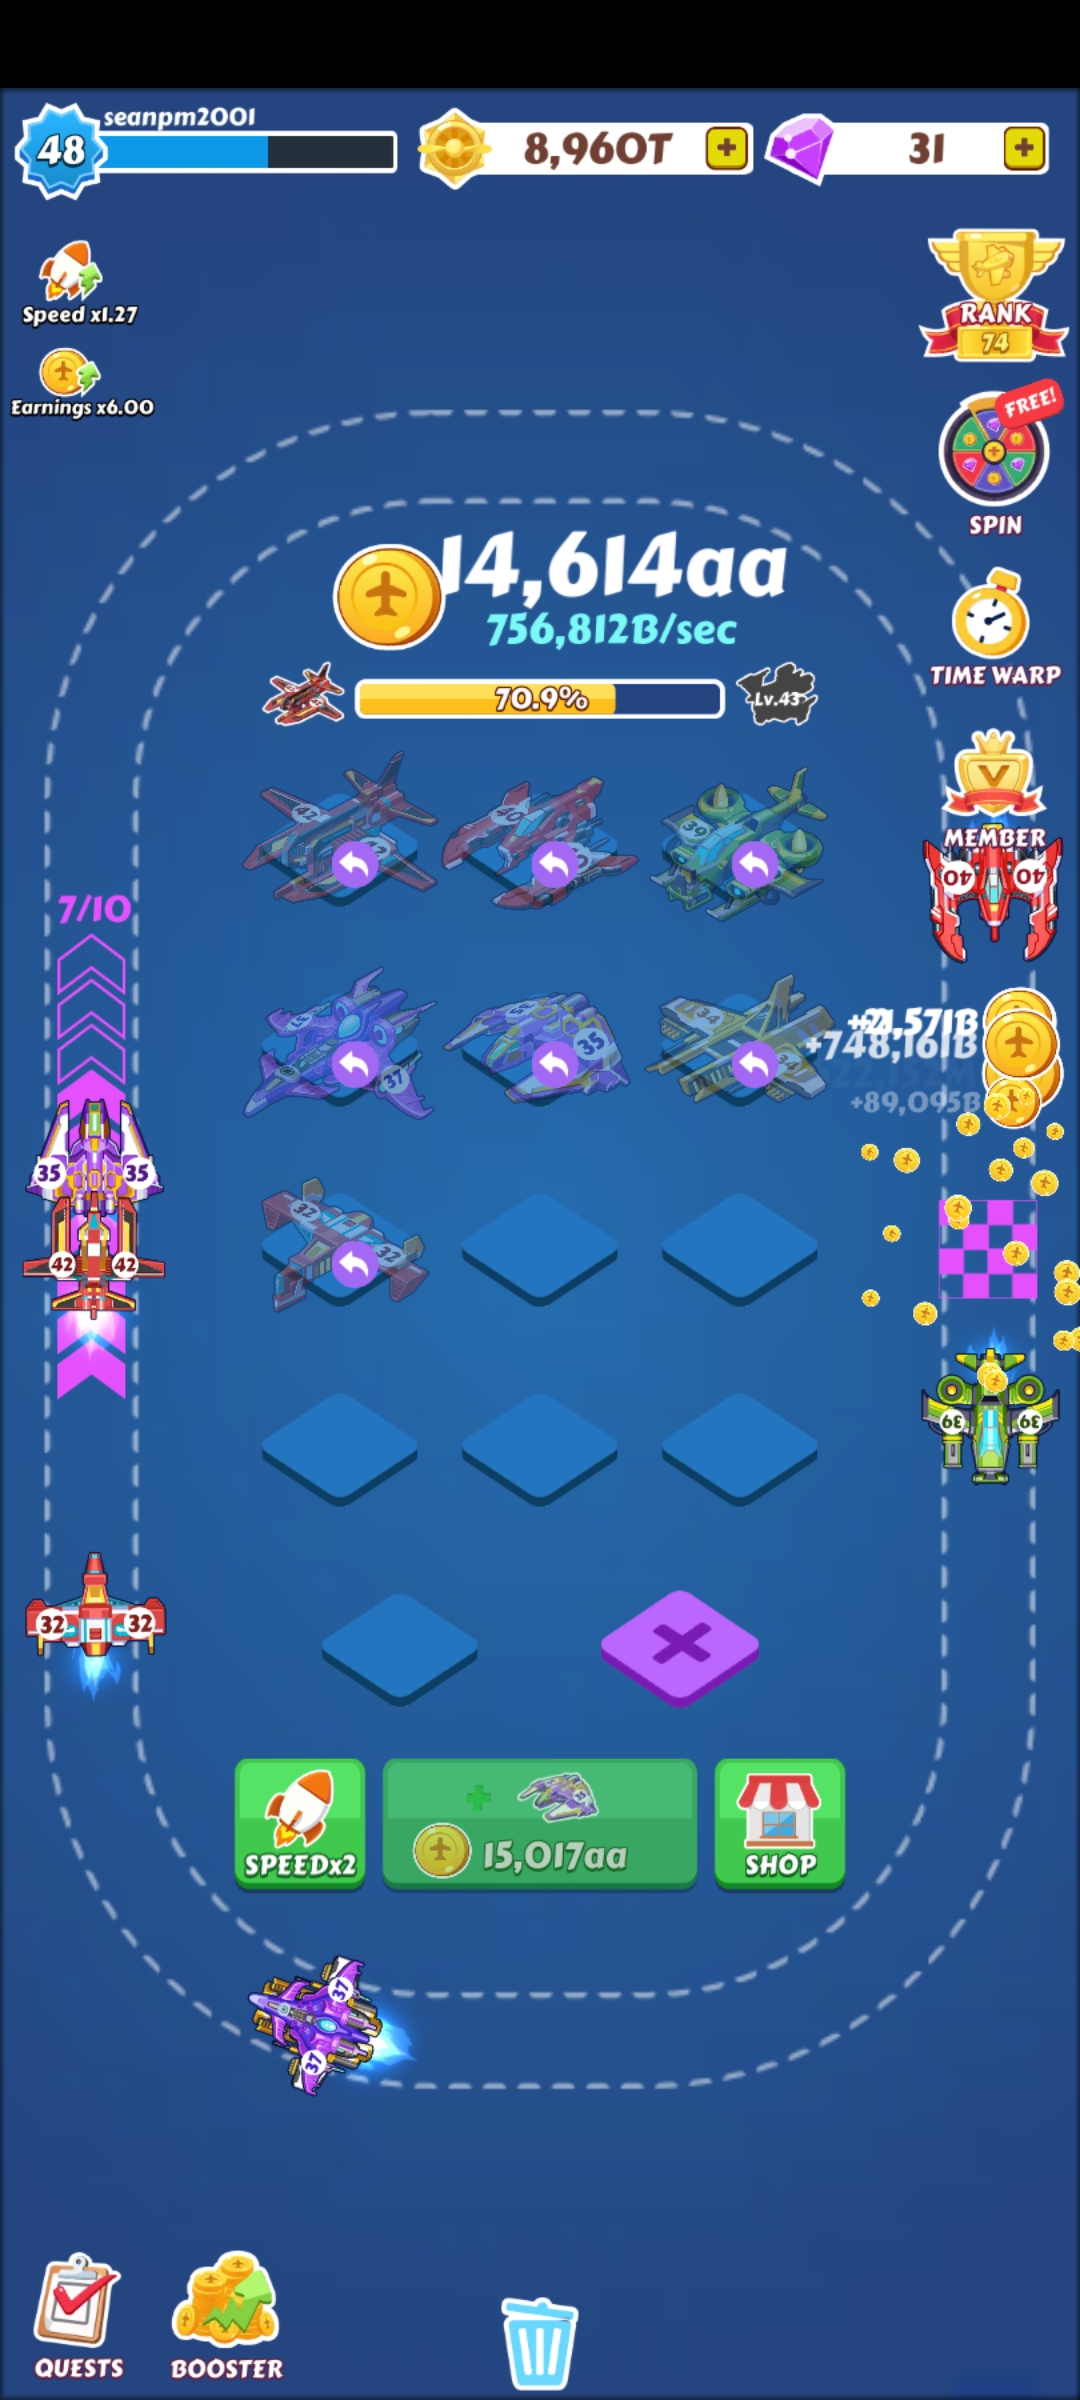 seanpm2001
48
8,960T
31
Speed x1.27
RANK
74
Earnings x6.00
FREE!
SPIN
14,614aa
756,812B/sec
TIME WARP
70.9%
Lv.43
V
MEMBER
42
40
39
40 40
7/10
37
37
35
35
34
34
+748,161B
+89,095B
35 35
32
32
42 42
39 39
32 32
15,017aa
SPEEDx2
SHOP
37
37
QUESTS
BOOSTER